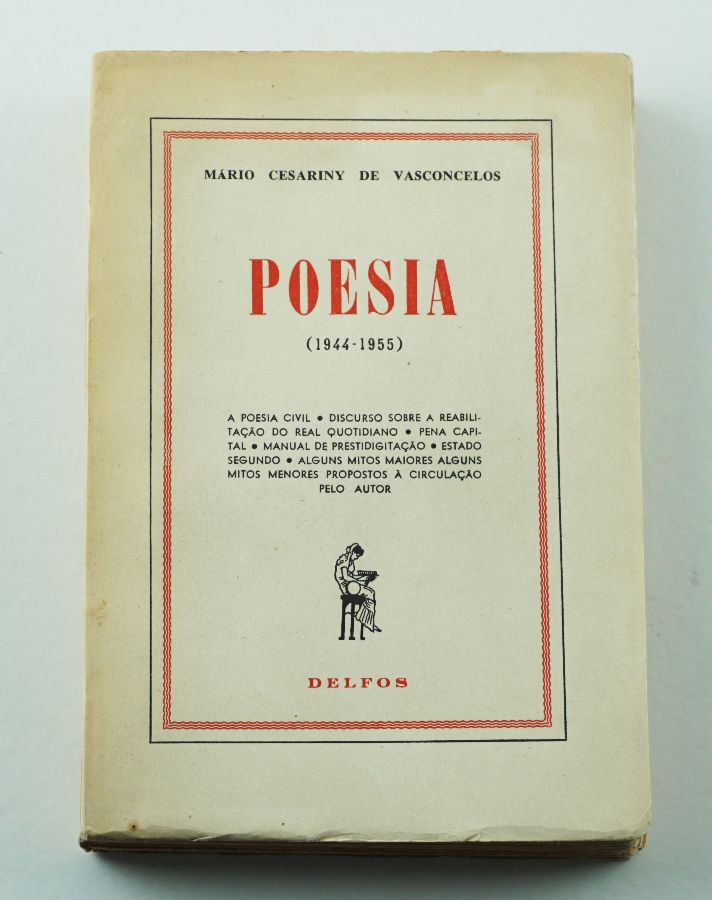 MÁRIO CESARINY DE VASCONCELOS
POESIA
(1944-1955)
A POESIA CIVIL • DISCURSO SOBRE A REABILI-
TAÇÃO DO REAL QUOTIDIANO • PENA CAPI-
TAL • MANUAL DE PRESTIDIGITAÇÃO • ESTADO
SEGUNDO • ALGUNS MITOS MAIORES ALGUNS
MITOS MENORES PROPOSTOS À CIRCULAÇÃO
PELO AUTOR
DELFOS